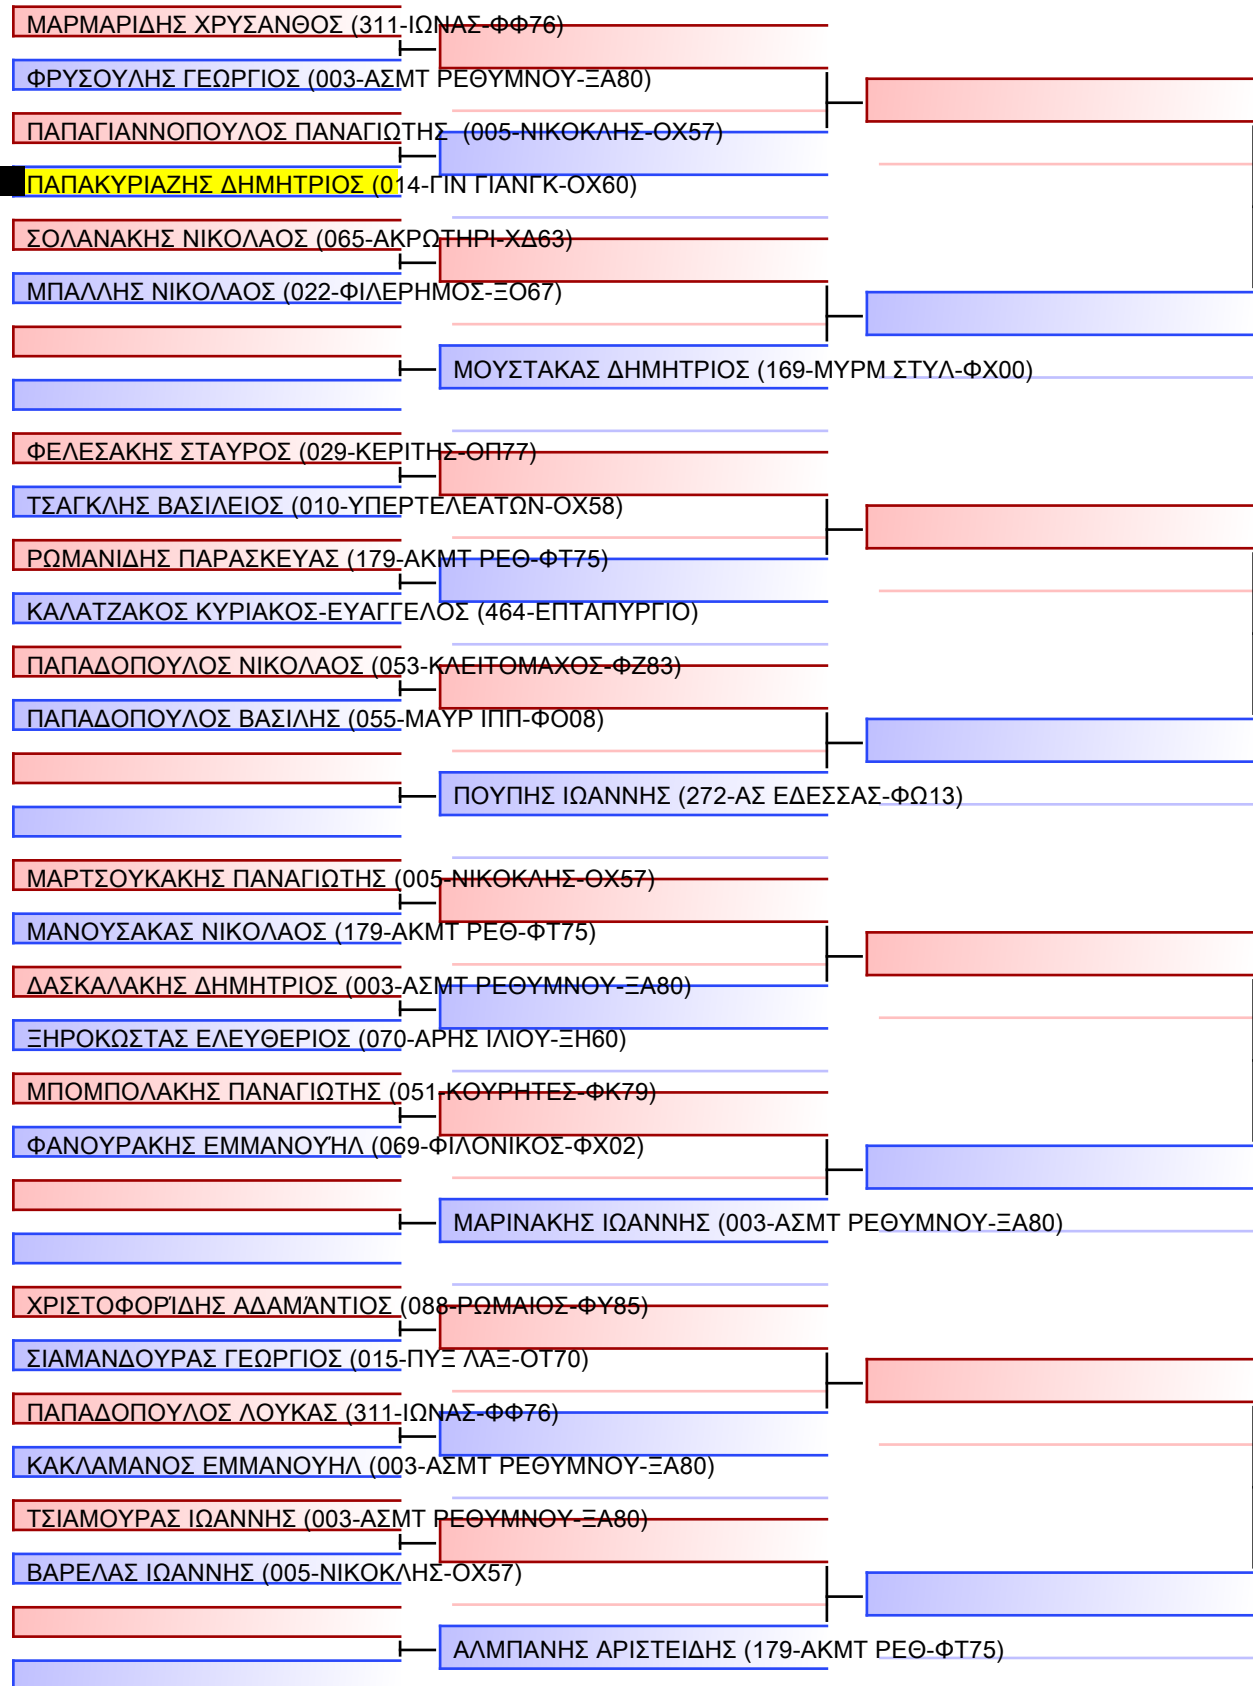 ΜΑΡΜΑΡΙΔΗΣ ΧΡΥΣΑΝΘΟΣ (311-ΙΩΝΑΣ-ΦΦ76)
ΦΡΥΣΟΥΛΗΣ ΓΕΩΡΓΙΟΣ (003-ΑΣΜΤ ΡΕΘΥΜΝΟΥ-ΞΑ80)
ΠΑΠΑΓΙΑΝΝΟΠΟΥΛΟΣ ΠΑΝΑΓΙΩΤΗΣ (005-ΝΙΚΟΚΛΗΣ-ΟΧ57)
ΠΑΠΑΚΥΡΙΑΖΗΣ ΔΗΜΗΤΡΙΟΣ (014-ΓΙΝ ΓΙΑΝΓΚ-ΟΧ60)
ΣΟΛΑΝΑΚΗΣ ΝΙΚΟΛΑΟΣ (065-ΑΚΡΩΤΗΡΙ-ΧΔ63)
ΜΠΑΛΛΗΣ ΝΙΚΟΛΑΟΣ (022-ΦΙΛΕΡΗΜΟΣ-ΞΟ67)
ΜΟΥΣΤΑΚΑΣ ΔΗΜΗΤΡΙΟΣ (169-ΜΥΡΜ ΣΤΥΛ-ΦΧ00)
ΦΕΛΕΣΑΚΗΣ ΣΤΑΥΡΟΣ (029-ΚΕΡΙΤΗΣ-ΟΠ77)
ΤΣΑΓΚΛΗΣ ΒΑΣΙΛΕΙΟΣ (010-ΥΠΕΡΤΕΛΕΑΤΩΝ-ΟΧ58)
ΡΩΜΑΝΙΔΗΣ ΠΑΡΑΣΚΕΥΑΣ (179-ΑΚΜΤ ΡΕΘ-ΦΤ75)
ΚΑΛΑΤΖΑΚΟΣ ΚΥΡΙΑΚΟΣ-ΕΥΑΓΓΕΛΟΣ (464-ΕΠΤΑΠΥΡΓΙΟ)
ΠΑΠΑΔΟΠΟΥΛΟΣ ΝΙΚΟΛΑΟΣ (053-ΚΛΕΙΤΟΜΑΧΟΣ-ΦΖ83)
ΠΑΠΑΔΟΠΟΥΛΟΣ ΒΑΣΙΛΗΣ (055-ΜΑΥΡ ΙΠΠ-ΦΟ08)
ΠΟΥΠΗΣ ΙΩΑΝΝΗΣ (272-ΑΣ ΕΔΕΣΣΑΣ-ΦΩ13)
ΜΑΡΤΣΟΥΚΑΚΗΣ ΠΑΝΑΓΙΩΤΗΣ (005-ΝΙΚΟΚΛΗΣ-ΟΧ57)
ΜΑΝΟΥΣΑΚΑΣ ΝΙΚΟΛΑΟΣ (179-ΑΚΜΤ ΡΕΘ-ΦΤ75)
ΔΑΣΚΑΛΑΚΗΣ ΔΗΜΗΤΡΙΟΣ (003-ΑΣΜΤ ΡΕΘΥΜΝΟΥ-ΞΑ80)
ΞΗΡΟΚΩΣΤΑΣ ΕΛΕΥΘΕΡΙΟΣ (070-ΑΡΗΣ ΙΛΙΟΥ-ΞΗ60)
ΜΠΟΜΠΟΛΑΚΗΣ ΠΑΝΑΓΙΩΤΗΣ (051-ΚΟΥΡΗΤΕΣ-ΦΚ79)
ΦΑΝΟΥΡΑΚΗΣ ΕΜΜΑΝΟΥΉΛ (069-ΦΙΛΟΝΙΚΟΣ-ΦΧ02)
ΜΑΡΙΝΑΚΗΣ ΙΩΑΝΝΗΣ (003-ΑΣΜΤ ΡΕΘΥΜΝΟΥ-ΞΑ80)
ΧΡΙΣΤΟΦΟΡΊΔΗΣ ΑΔΑΜΆΝΤΙΟΣ (088-ΡΩΜΑΙΟΣ-ΦΥ85)
ΣΙΑΜΑΝΔΟΥΡΑΣ ΓΕΩΡΓΙΟΣ (015-ΠΥΞ ΛΑΞ-ΟΤ70)
ΠΑΠΑΔΟΠΟΥΛΟΣ ΛΟΥΚΑΣ (311-ΙΩΝΑΣ-ΦΦ76)
ΚΑΚΛΑΜΑΝΟΣ ΕΜΜΑΝΟΥΗΛ (003-ΑΣΜΤ ΡΕΘΥΜΝΟΥ-ΞΑ80)
ΤΣΙΑΜΟΥΡΑΣ ΙΩΑΝΝΗΣ (003-ΑΣΜΤ ΡΕΘΥΜΝΟΥ-ΞΑ80)
ΒΑΡΕΛΑΣ ΙΩΑΝΝΗΣ (005-ΝΙΚΟΚΛΗΣ-ΟΧ57)
ΑΛΜΠΑΝΗΣ ΑΡΙΣΤΕΙΔΗΣ (179-ΑΚΜΤ ΡΕΘ-ΦΤ75)